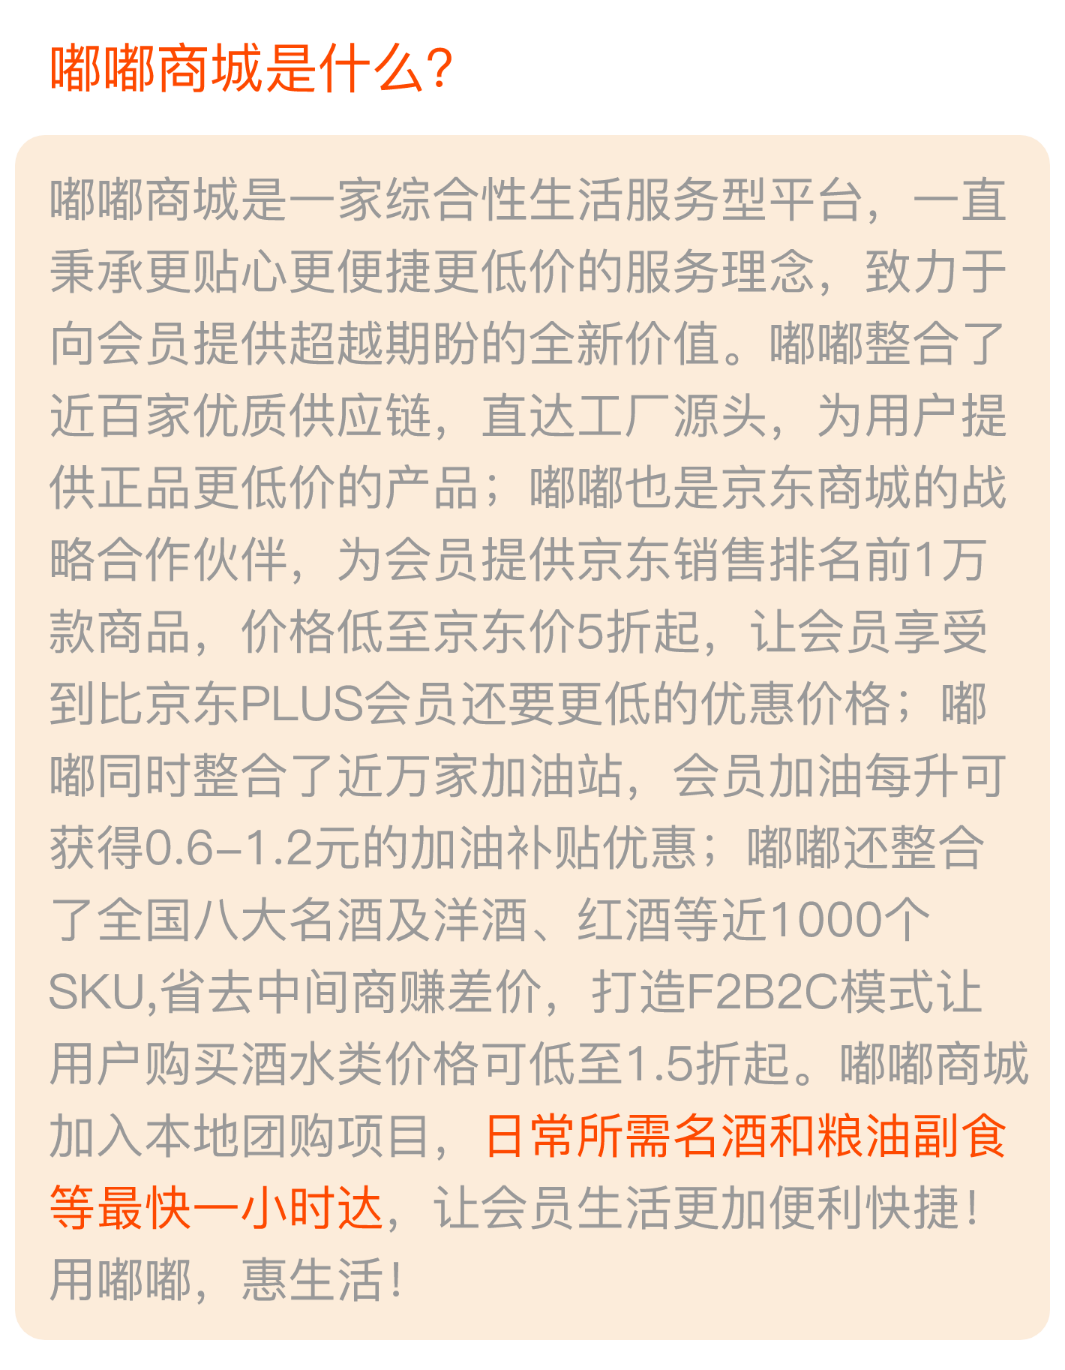 嘟嘟商城是什么?
嘟嘟商城是一家综合性生活服务型平台，一直
秉承更贴心更便捷更低价的服务理念，致力于
向会员提供超越期盼的全新价值。嘟嘟整合了
近百家优质供应链，直达工厂源头，为用户提
供正品更低价的产品；嘟嘟也是京东商城的战
略合作伙伴，为会员提供京东销售排名前1万
款商品，价格低至京东价5折起，让会员享受
到比京东PLUS会员还要更低的优惠价格；嘟
嘟同时整合了近万家加油站，会员加油每升可
获得0.6-1.2元的加油补贴优惠；嘟嘟还整合
了全国八大名酒及洋酒、红酒等近1000个
SKU,省去中间商赚差价，打造F2B2C模式让
用户购买酒水类价格可低至1.5折起。嘟嘟商城
加入本地团购项目，日常所需名酒和粮油副食
等最快一小时达，让会员生活更加便利快捷！
用嘟嘟，惠生活！